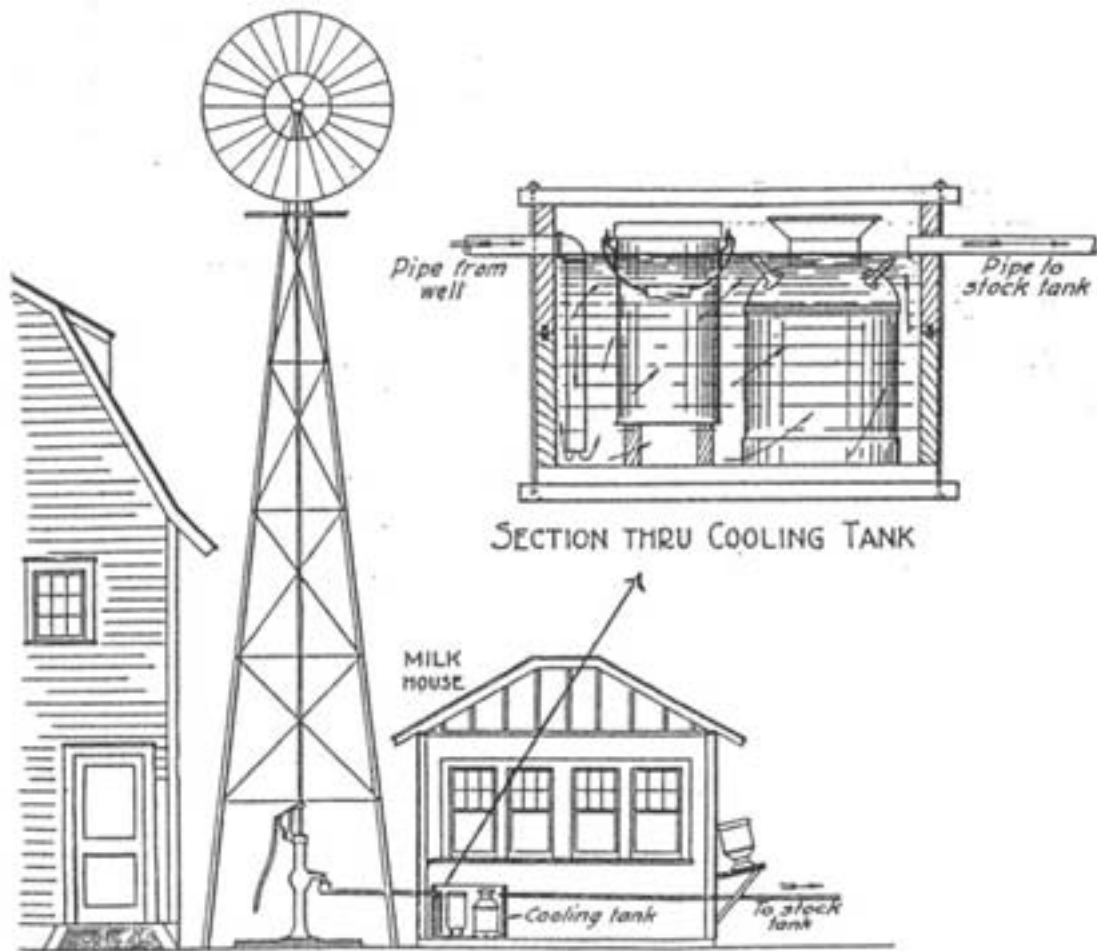 Pipe from
well
Pipe to
stock tank
SECTION THRU COOLING TANK
MILK
HOUSE
Cooling tank
To stock
tank